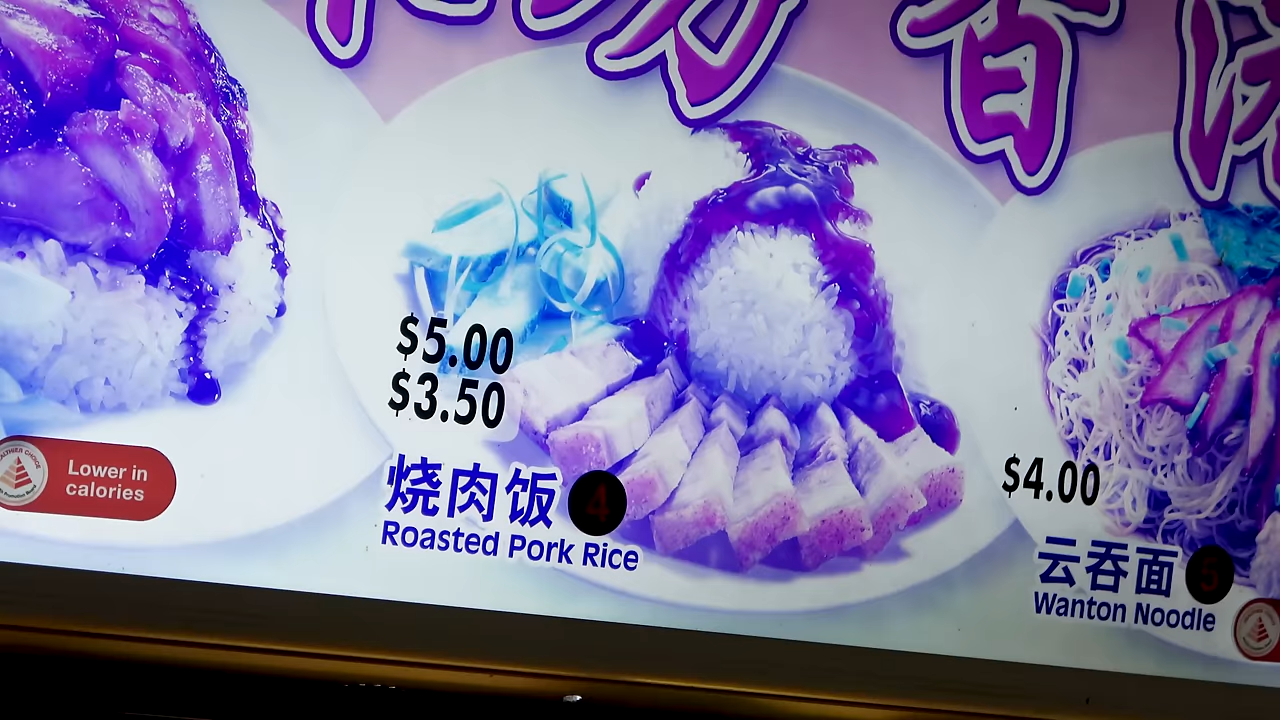 香
$5.00
$3.50
烧肉饭 4
Roasted Pork Rice
Lower in
calories
$4.00
云吞面 5
Wanton Noodle